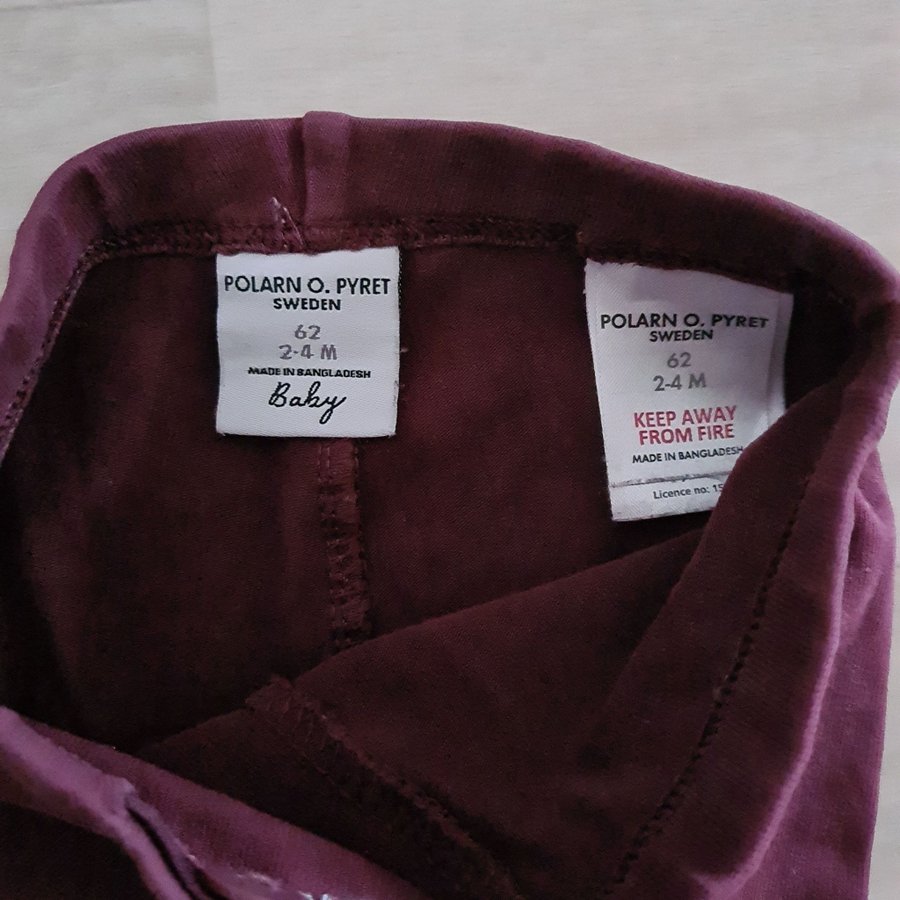 POLARN O. PYRET
SWEDEN
62
2-4 M
MADE IN BANGLADESH
Baby
POLARN O. PYRET
SWEDEN
62
2-4 M
KEEP AWAY
FROM FIRE
MADE IN BANGLADESH
Licence no: 15